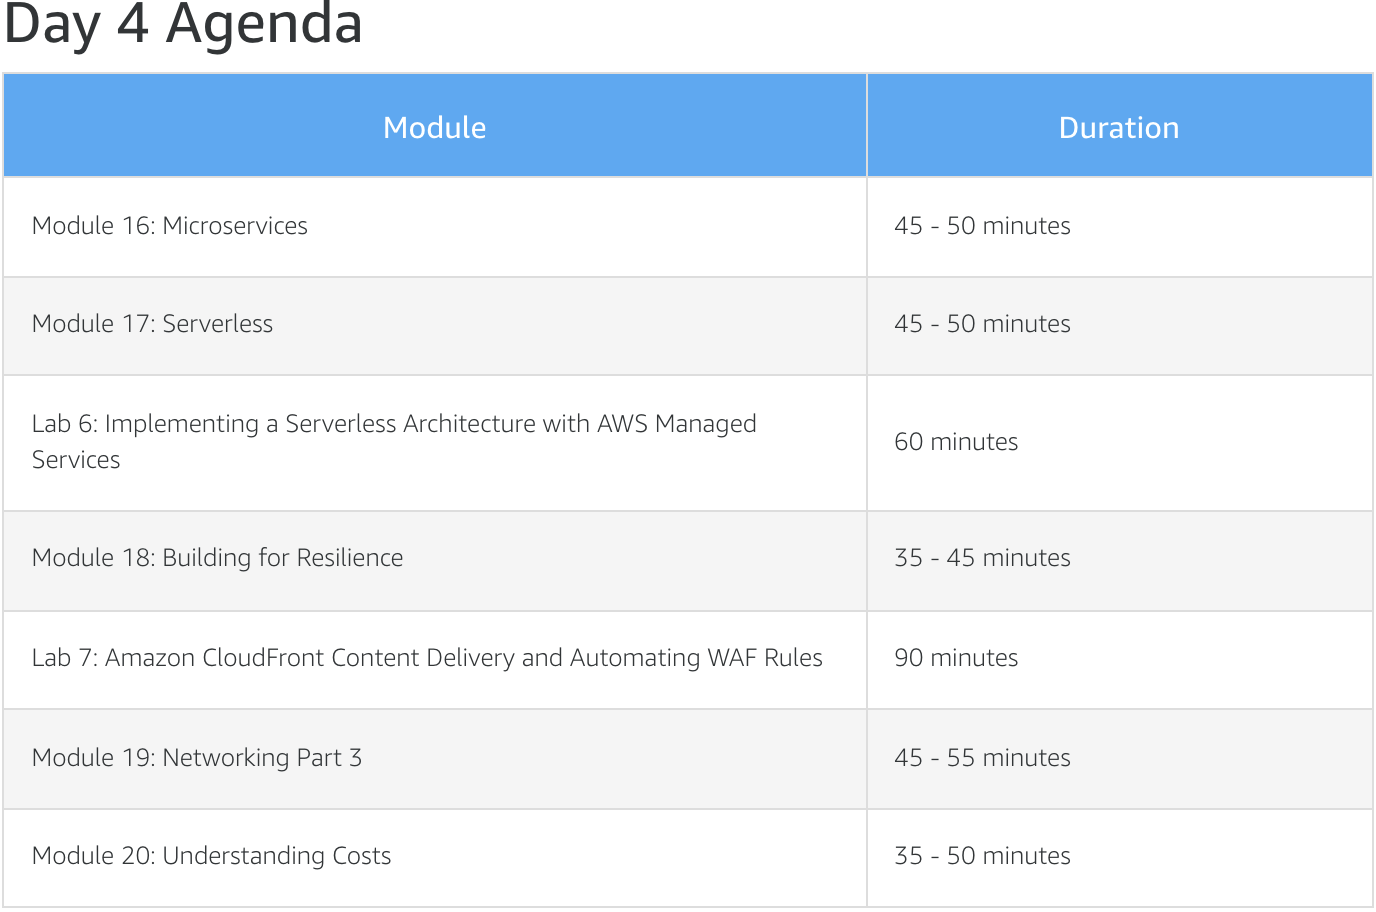 Day 4 Agenda
Module
Duration
Module 16: Microservices
45 - 50 minutes
Module 17: Serverless
45 - 50 minutes
Lab 6: Implementing a Serverless Architecture with AWS Managed
Services
60 minutes
Module 18: Building for Resilience
35 - 45 minutes
Lab 7: Amazon CloudFront Content Delivery and Automating WAF Rules
90 minutes
Module 19: Networking Part 3
45 - 55 minutes
Module 20: Understanding Costs
35 - 50 minutes